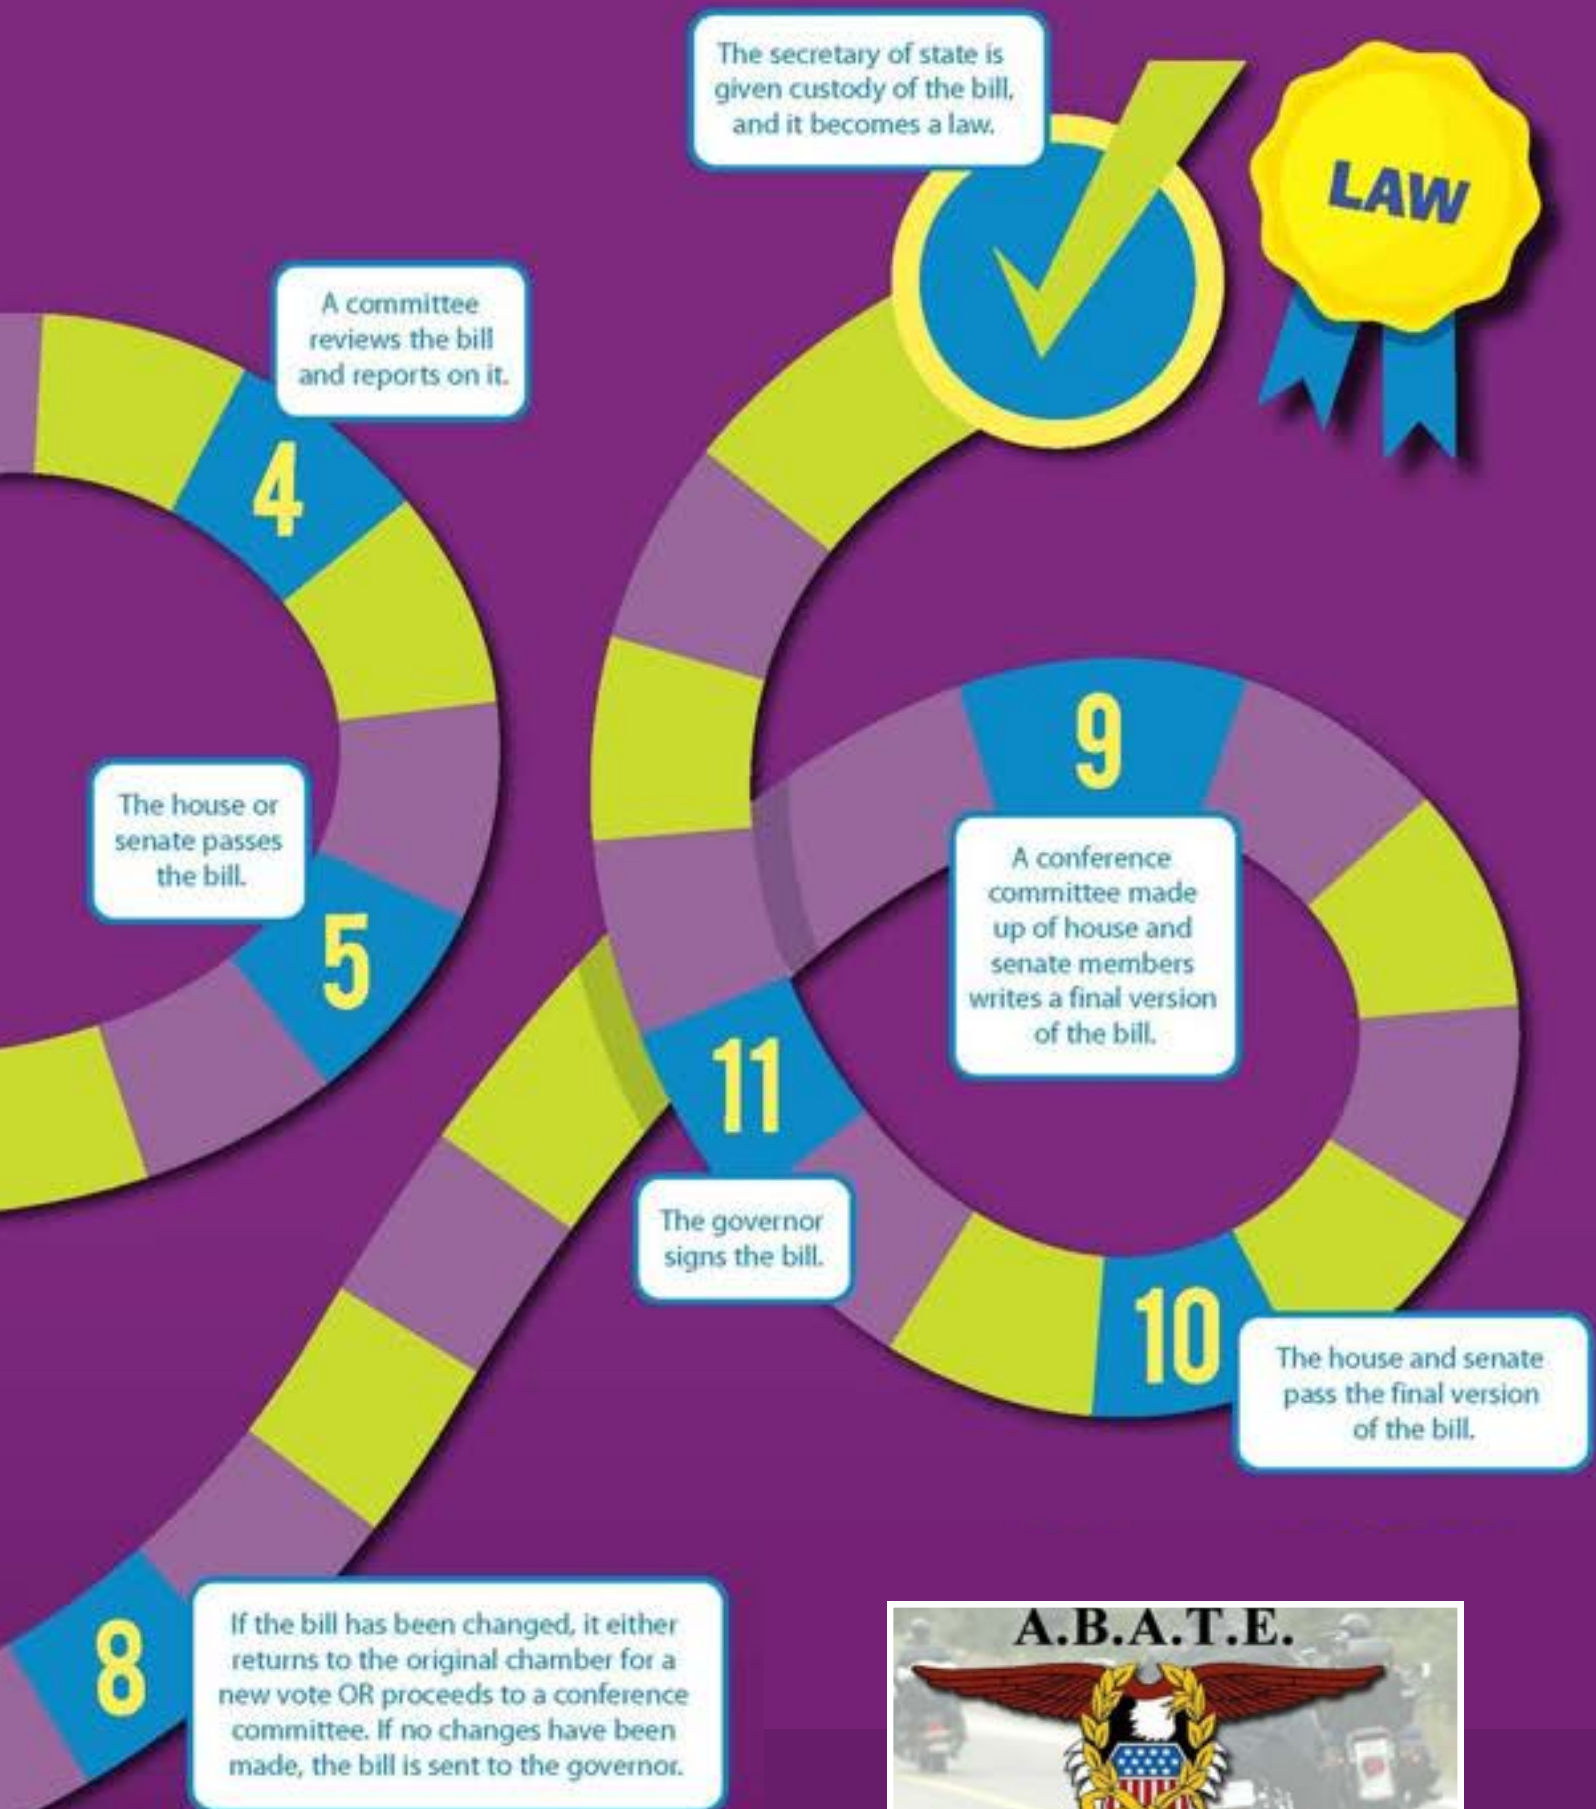 The secretary of state is
given custody of the bill,
and it becomes a law.
LAW
A committee
reviews the bill
and reports on it.
4
The house or
senate passes
the bill.
5
If the bill has been changed, it either
returns to the original chamber for a
new vote OR proceeds to a conference
committee. If no changes have been
made, the bill is sent to the governor.
8
9
A conference
committee made
up of house and
senate members
writes a final version
of the bill.
10
The house and senate
pass the final version
of the bill.
11
The governor
signs the bill.
A.B.A.T.E.